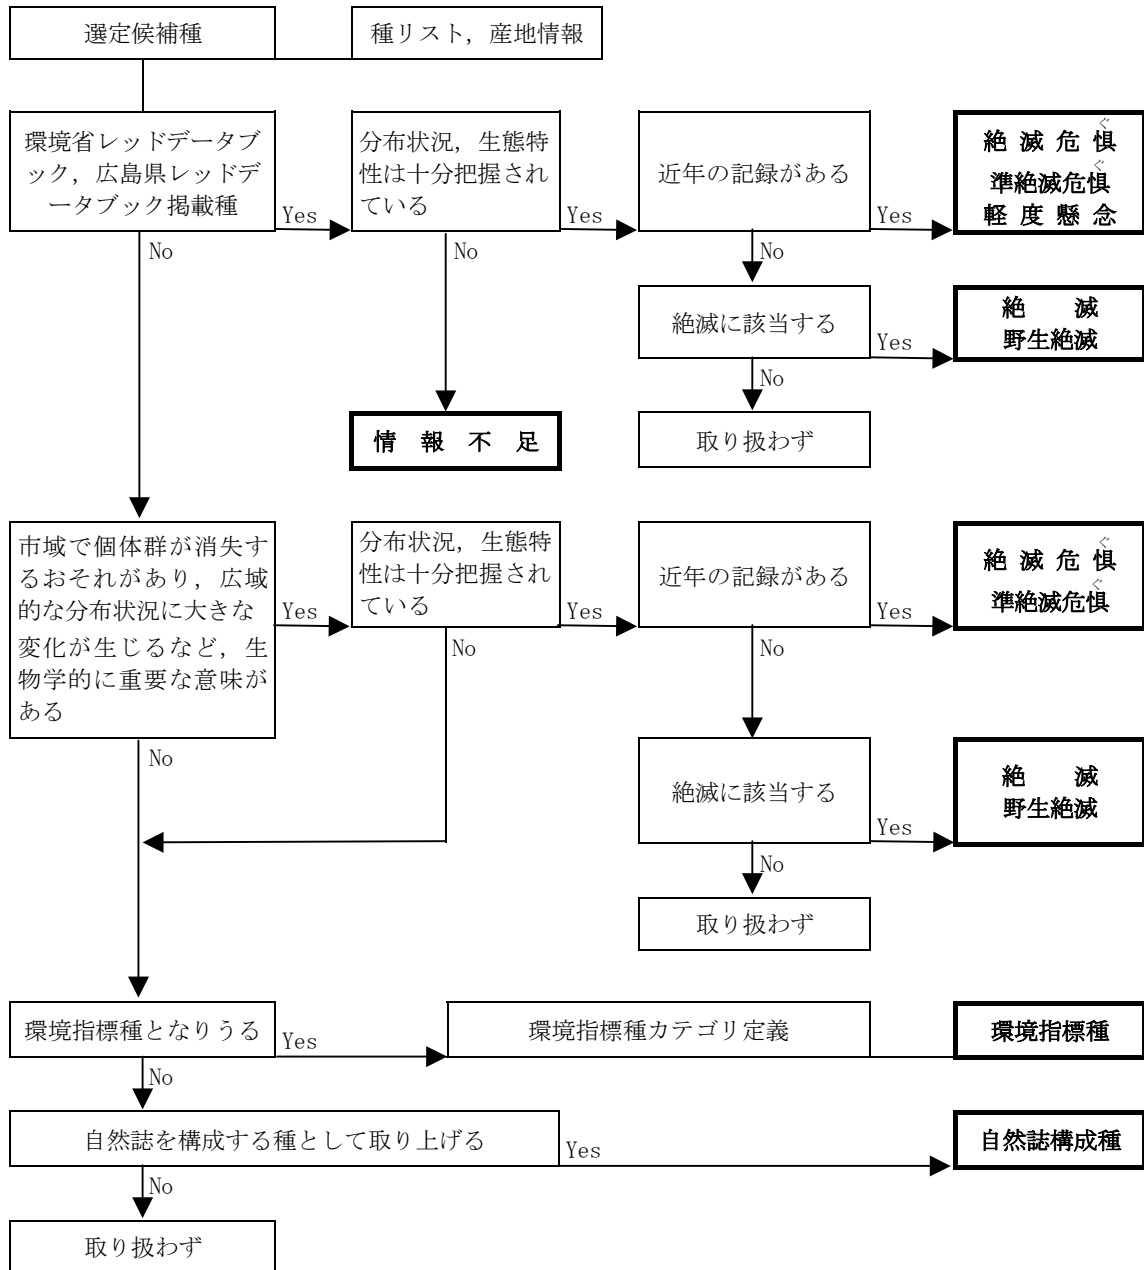 選定候補種
種リスト，産地情報
環境省レッドデータブ
ック，広島県レッドデ
ータブック掲載種
Yes
分布状況，生態特
性は十分把握され
ている
Yes
近年の記録がある
Yes
絶滅危惧
ぐ
準絶滅危惧
ぐ
軽度懸念
No
No
No
絶滅に該当する
Yes
絶　滅
野生絶滅
No
情報不足
取り扱わず
市域で個体群が消失す
るおそれがあり，広域
的な分布状況に大きな
変化が生じるなど，生
物学的に重要な意味が
ある
Yes
分布状況，生態特
性は十分把握され
ている
Yes
近年の記録がある
Yes
絶滅危惧
ぐ
準絶滅危惧
ぐ
No
No
No
絶滅に該当する
Yes
絶　滅
野生絶滅
No
取り扱わず
環境指標種となりうる
Yes
環境指標種カテゴリ定義
環境指標種
No
自然誌を構成する種として取り上げる
Yes
自然誌構成種
No
取り扱わず